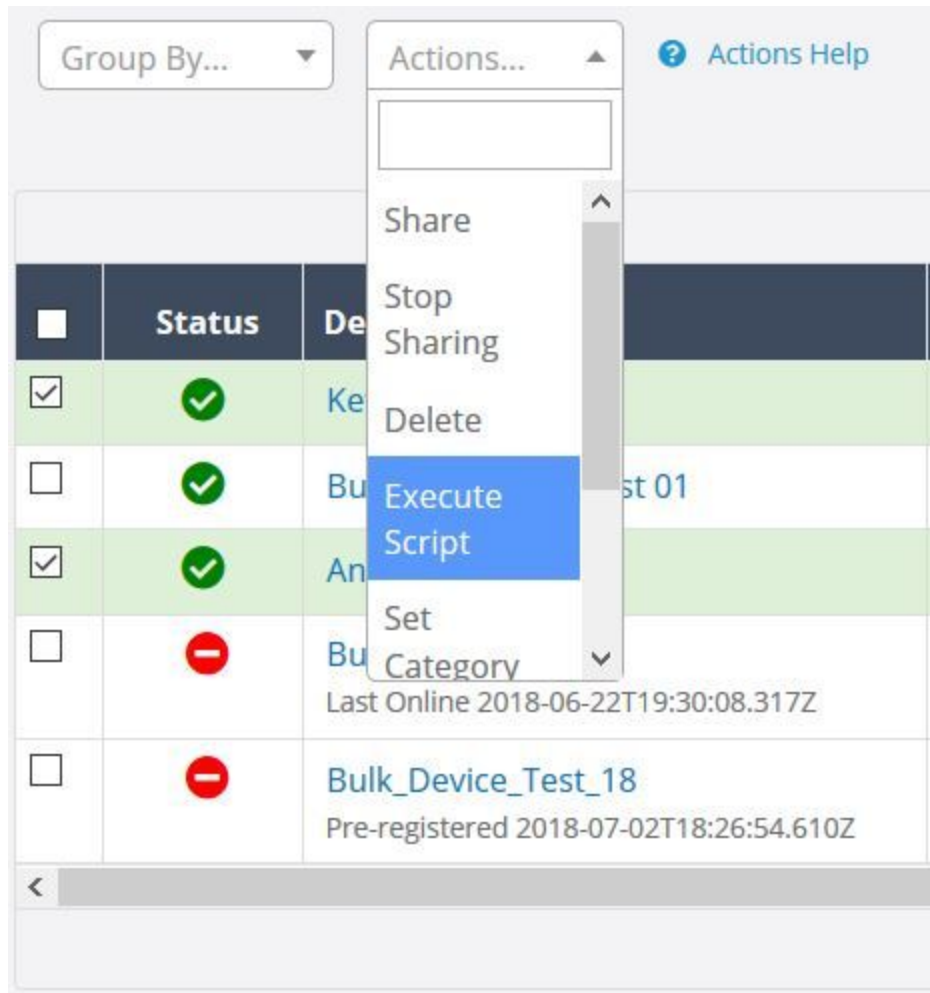 Group By...
Actions...
Actions Help
Share
Stop
Sharing
Delete
Execute
Script
Set
Category
Status
De
Ke
Bu st 01
An
Bu
Last Online 2018-06-22T19:30:08.317Z
Bulk_Device_Test_18
Pre-registered 2018-07-02T18:26:54.610Z